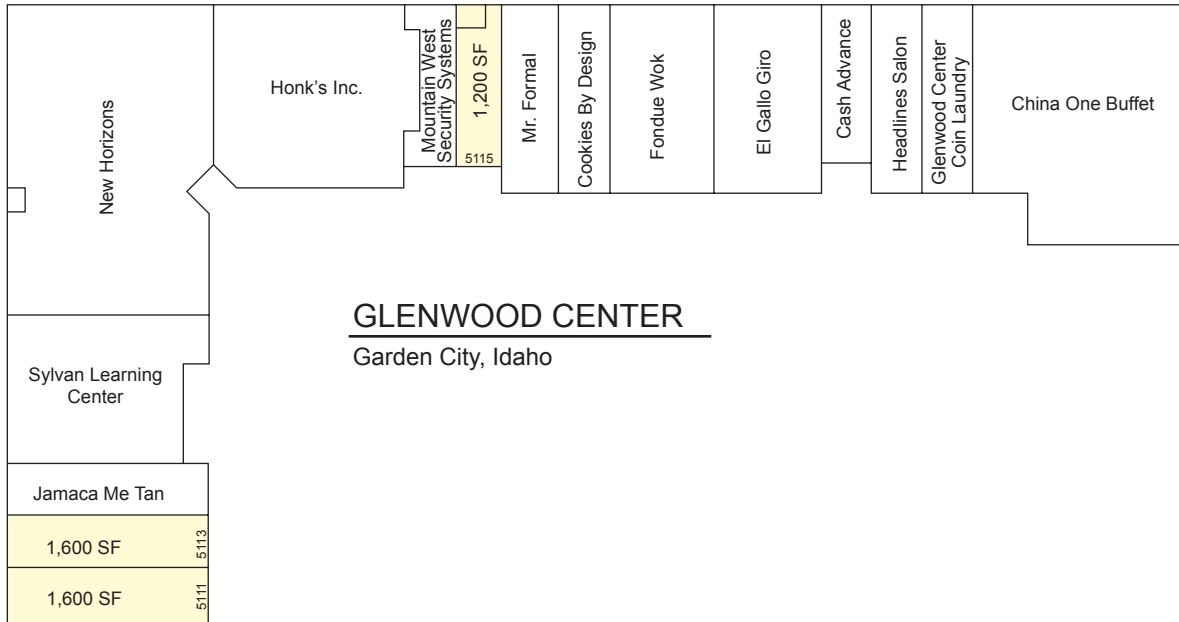 New Horizons
Honk's Inc.
Mountain West
Security Systems
1,200 SF
5115
Mr. Formal
Cookies By Design
Fondue Wok
El Gallo Giro
Cash Advance
Headlines Salon
Glenwood Center
Coin Laundry
China One Buffet
GLENWOOD CENTER
Garden City, Idaho
Sylvan Learning
Center
Jamaca Me Tan
1,600 SF
5113
1,600 SF
5111